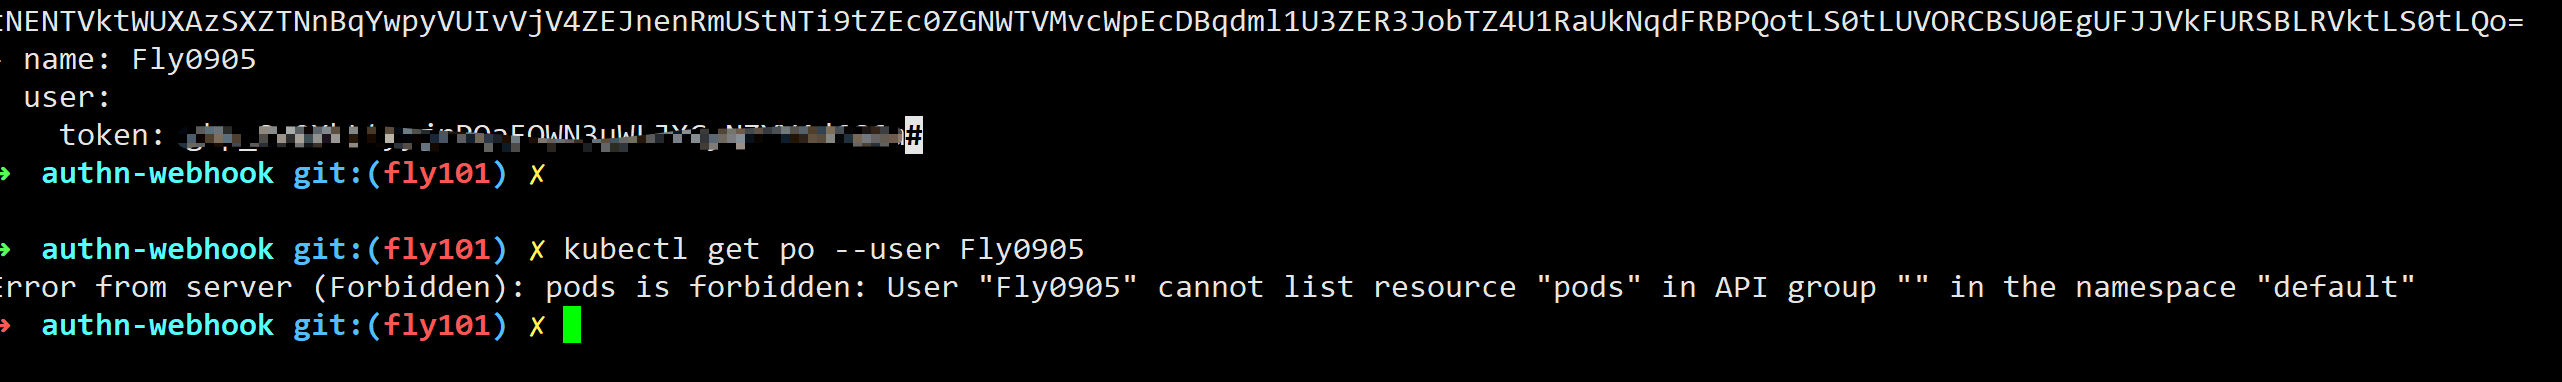 tNENTVktWUXAzSXZTNnBqYwpyVUIvVjV4ZEJnenRmUStNTi9tZEc0ZGNWTVMvcWpEcDBqdml1U3ZER3JobTZ4U1RaUkNqdFRBPQotLS0tLUVORCBSU0EgUFJJVkFURSBLRVktLS0tLQo=
- name: Fly0905
user:
token:
➜ authn-webhook git:(fly101) ✗
➜ authn-webhook git:(fly101) ✗ kubectl get po --user Fly0905
Error from server (Forbidden): pods is forbidden: User "Fly0905" cannot list resource "pods" in API group "" in the namespace "default"
➜ authn-webhook git:(fly101) ✗